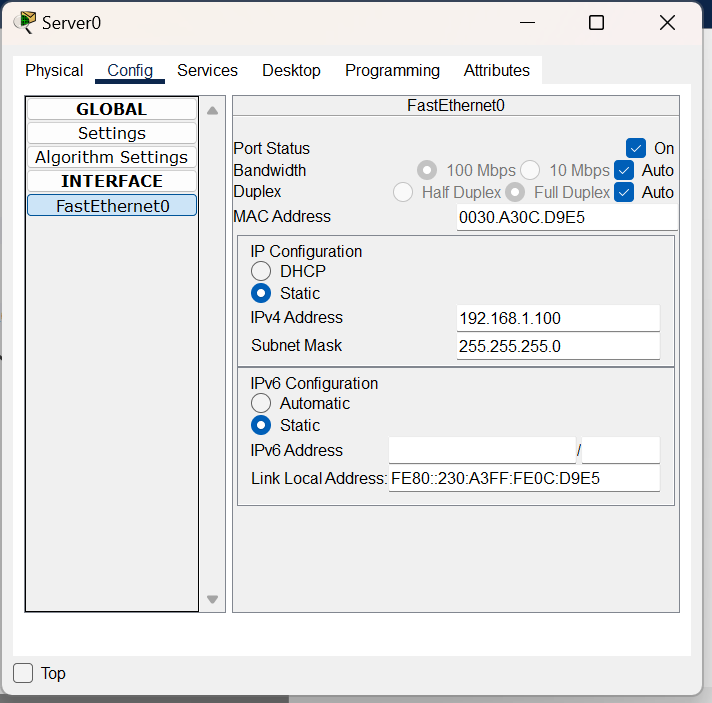 Server0
Physical Config Services Desktop Programming Attributes
GLOBAL
Settings
Algorithm Settings
INTERFACE
FastEthernet0
FastEthernet0
Port Status On
Bandwidth 100 Mbps 10 Mbps Auto
Duplex Half Duplex Full Duplex Auto
MAC Address 0030.A30C.D9E5
IP Configuration
DHCP
Static
IPv4 Address 192.168.1.100
Subnet Mask 255.255.255.0
IPv6 Configuration
Automatic
Static
IPv6 Address /
Link Local Address: FE80::230:A3FF:FE0C:D9E5
Top